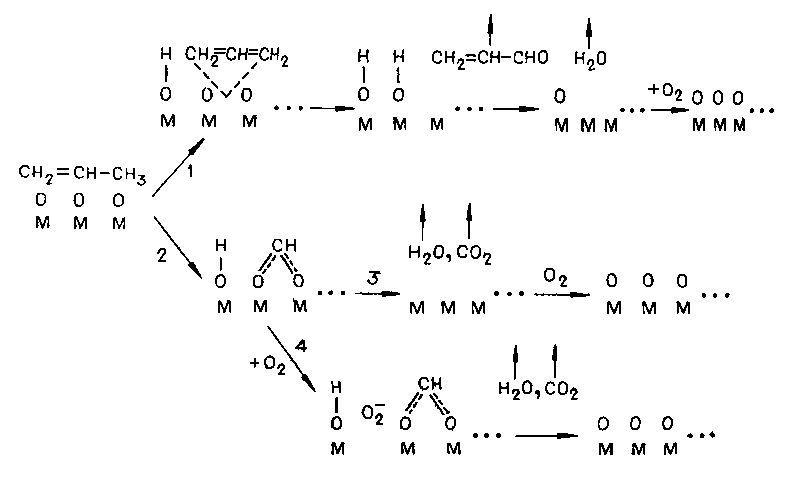 H CH₂=CH=CH₂
O O O
M M M ...
H H
O O
M M M ...
CH₂=CH-CHO H₂O
O
M M M ...
+O₂
O O O
M M M ...
1
CH₂=CH-CH₃
O O O
M M M
2
H CH
O O O
M M M ...
3
H₂O, CO₂
M M M ...
O₂
O O O
M M M ...
4
+O₂
H CH
O O₂⁻ O O
M M M ...
H₂O, CO₂
O O O
M M M ...